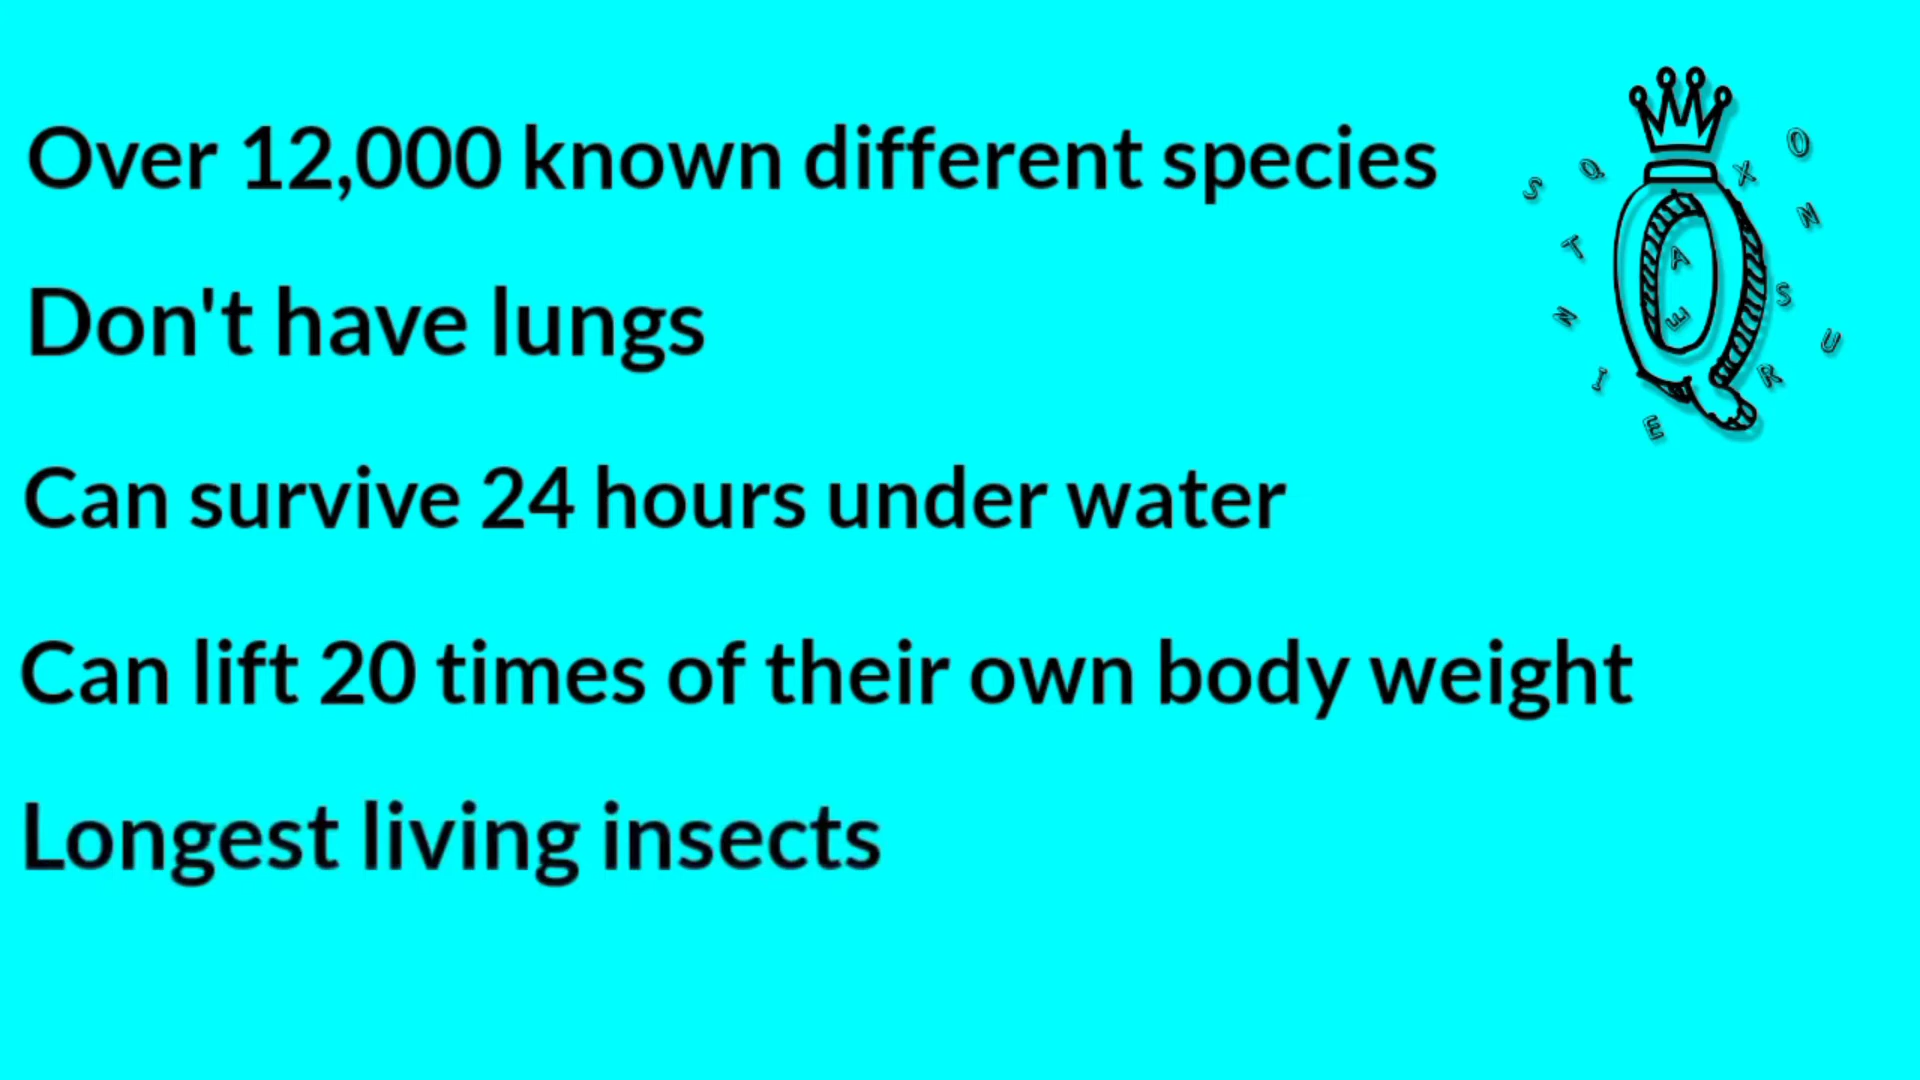 Over 12,000 known different species
Don't have lungs
Can survive 24 hours under water
Can lift 20 times of their own body weight
Longest living insects
S
Q
X
O
T
N
A
N
E
S
I
R
U
E
Q